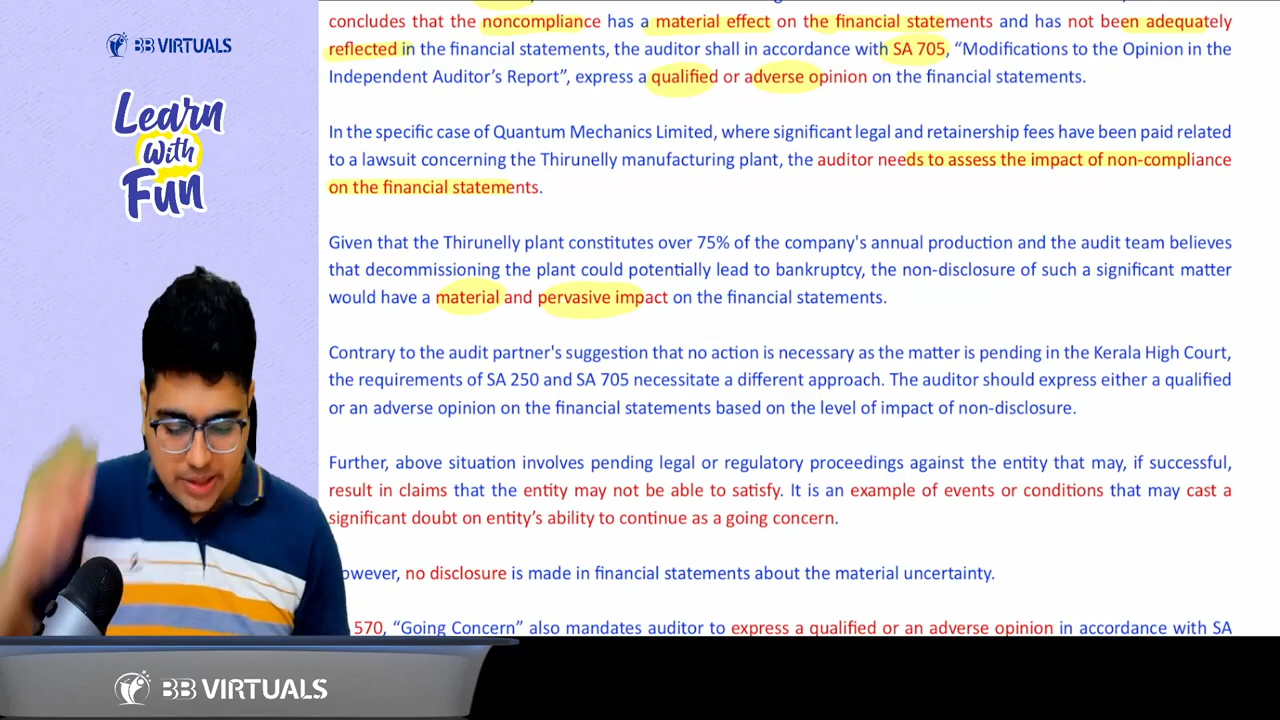 BB VIRTUALS
Learn
With
Fun
concludes that the noncompliance has a material effect on the financial statements and has not been adequately
reflected in the financial statements, the auditor shall in accordance with SA 705, “Modifications to the Opinion in the
Independent Auditor’s Report”, express a qualified or adverse opinion on the financial statements.
In the specific case of Quantum Mechanics Limited, where significant legal and retainership fees have been paid related
to a lawsuit concerning the Thirunelly manufacturing plant, the auditor needs to assess the impact of non-compliance
on the financial statements.
Given that the Thirunelly plant constitutes over 75% of the company's annual production and the audit team believes
that decommissioning the plant could potentially lead to bankruptcy, the non-disclosure of such a significant matter
would have a material and pervasive impact on the financial statements.
Contrary to the audit partner's suggestion that no action is necessary as the matter is pending in the Kerala High Court,
the requirements of SA 250 and SA 705 necessitate a different approach. The auditor should express either a qualified
or an adverse opinion on the financial statements based on the level of impact of non-disclosure.
Further, above situation involves pending legal or regulatory proceedings against the entity that may, if successful,
result in claims that the entity may not be able to satisfy. It is an example of events or conditions that may cast a
significant doubt on entity’s ability to continue as a going concern.
owever, no disclosure is made in financial statements about the material uncertainty.
570, “Going Concern” also mandates auditor to express a qualified or an adverse opinion in accordance with SA
BB VIRTUALS